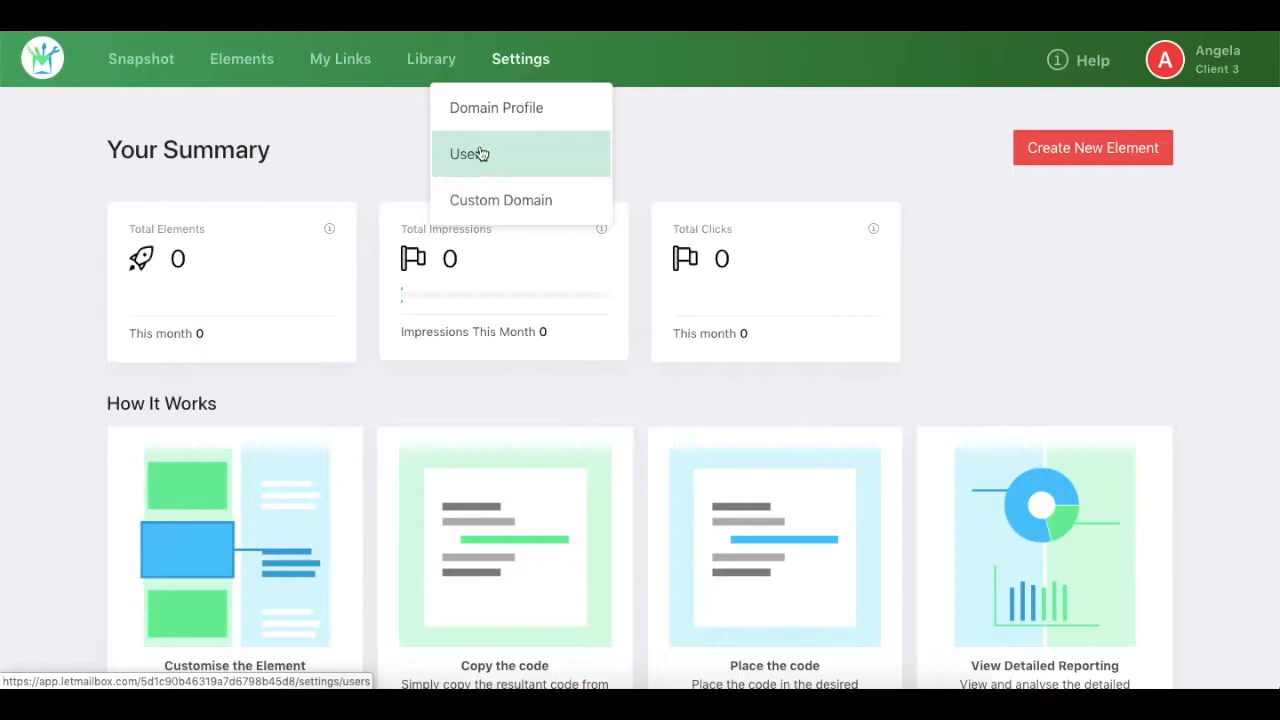 Snapshot
Elements
My Links
Library
Settings
Help
A
Angela
Client 3
Domain Profile
Users
Custom Domain
Your Summary
Create New Element
Total Elements
0
This month 0
Total Impressions
0
Impressions This Month 0
Total Clicks
0
This month 0
How It Works
Customise the Element
Copy the code
Simply copy the resultant code from
Place the code
Place the code in the desired
View Detailed Reporting
View and analyse the detailed
https://app.letmailbox.com/5d1c90b46319a7d6798b45d8/settings/users